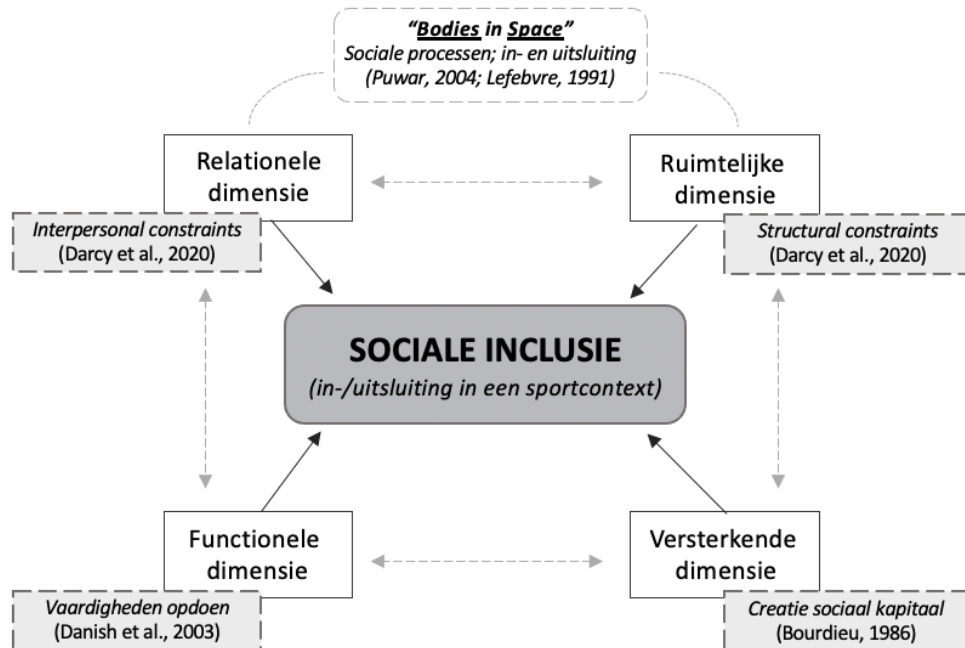 “Bodies in Space”
Sociale processen; in- en uitsluiting
(Puwar, 2004; Lefebvre, 1991)
Relationele
dimensie
Interpersonal constraints
(Darcy et al., 2020)
Ruimtelijke
dimensie
Structural constraints
(Darcy et al., 2020)
SOCIALE INCLUSIE
(in-/uitsluiting in een sportcontext)
Functionele
dimensie
Vaardigheden opdoen
(Danish et al., 2003)
Versterkende
dimensie
Creatie sociaal kapitaal
(Bourdieu, 1986)